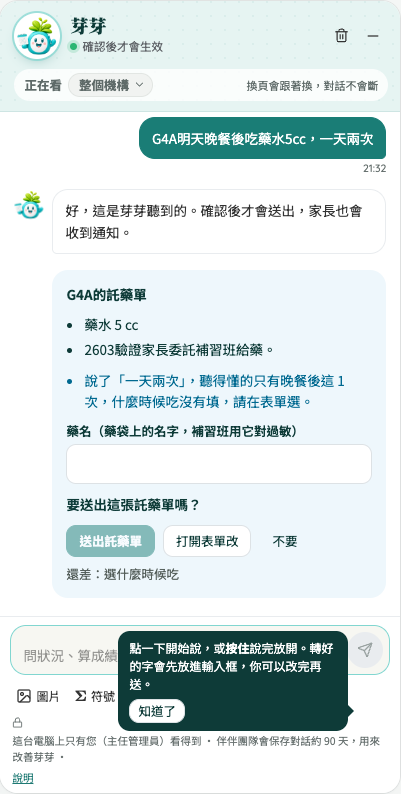 芽芽
確認後才會生效
正在看 整個機構 換頁會跟著換，對話不會斷
G4A明天晚餐後吃藥水5cc，一天兩次
21:32
好，這是芽芽聽到的。確認後才會送出，家長也會
收到通知。
G4A的託藥單
• 藥水 5 cc
• 2603驗證家長委託補習班給藥。
• 說了「一天兩次」，聽得懂的只有晚餐後這 1
次，什麼時候吃沒有填，請在表單選。
藥名（藥袋上的名字，補習班用它對過敏）
要送出這張託藥單嗎？
送出託藥單 打開表單改 不要
還差：選什麼時候吃
問狀況、算成績
點一下開始說，或按住說完放開。轉好
的字會先放進輸入框，你可以改完再
送。
知道了
圖片 Σ 符號
這台電腦上只有您（主任管理員）看得到 · 伴伴團隊會保存對話約 90 天，用來
改善芽芽 ·
說明